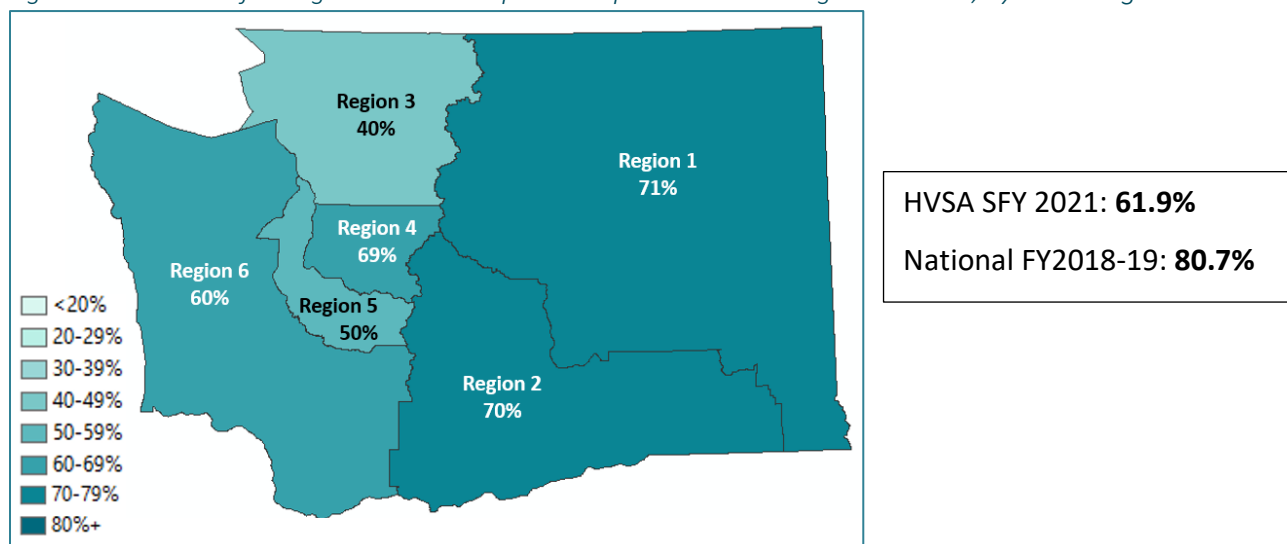 Region 3
40%
Region 1
71%
Region 4
69%
Region 6
60%
Region 5
50%
Region 2
70%
<20%
20-29%
30-39%
40-49%
50-59%
60-69%
70-79%
80%+
HVSA SFY 2021: 61.9%
National FY2018-19: 80.7%